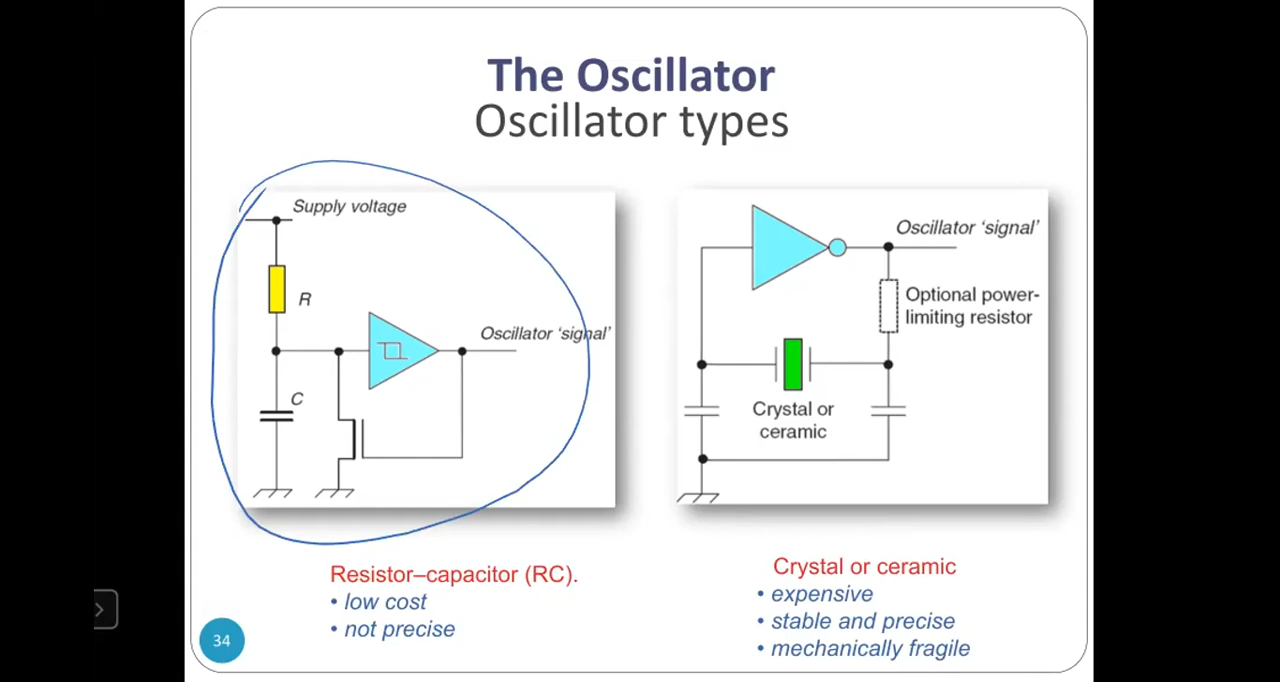 The Oscillator
Oscillator types
Supply voltage
R
Oscillator ‘signal’
C
Oscillator ‘signal’
Optional power-
limiting resistor
Crystal or
ceramic
Resistor–capacitor (RC).
• low cost
• not precise
Crystal or ceramic
• expensive
• stable and precise
• mechanically fragile
34